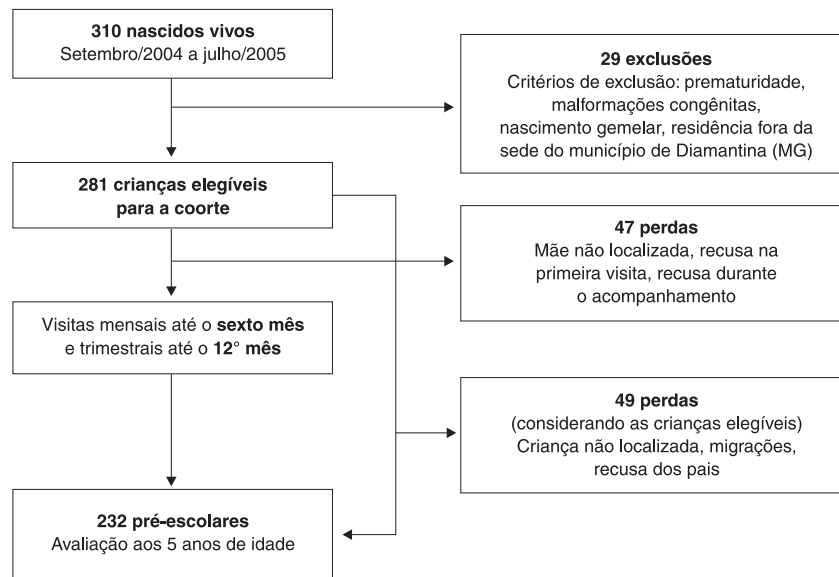 310 nascidos vivos
Setembro/2004 a julho/2005
29 exclusões
Critérios de exclusão: prematuridade,
malformações congênitas,
nascimento gemelar, residência fora da
sede do município de Diamantina (MG)
281 crianças elegíveis
para a coorte
47 perdas
Mãe não localizada, recusa na
primeira visita, recusa durante
o acompanhamento
Visitas mensais até o sexto mês
e trimestrais até o 12° mês
49 perdas
(considerando as crianças elegíveis)
Criança não localizada, migrações,
recusa dos pais
232 pré-escolares
Avaliação aos 5 anos de idade